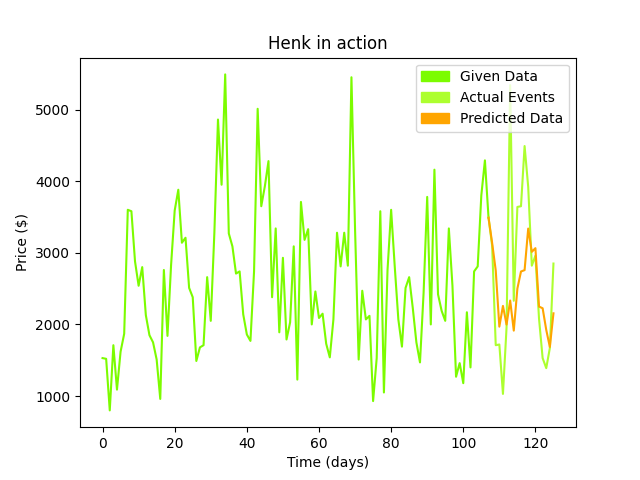 Henk in action
Given Data
Actual Events
Predicted Data
Price ($)
5000
4000
3000
2000
1000
0 20 40 60 80 100 120
Time (days)